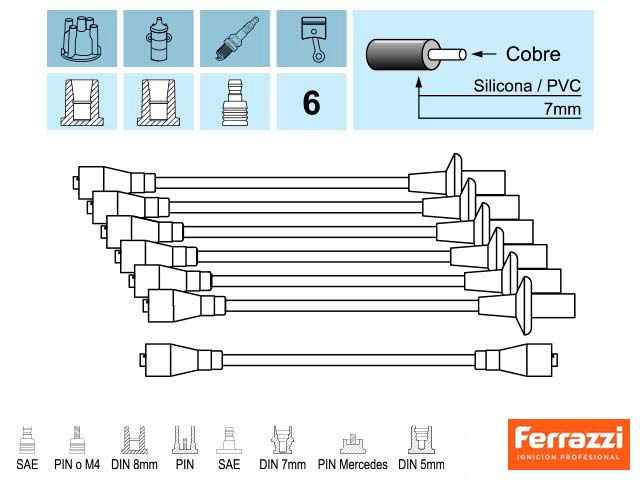 Cobre
Silicona / PVC
7mm
6
SAE PIN o M4 DIN 8mm PIN SAE DIN 7mm PIN Mercedes DIN 5mm
Ferrazzi
IGNICION PROFESIONAL